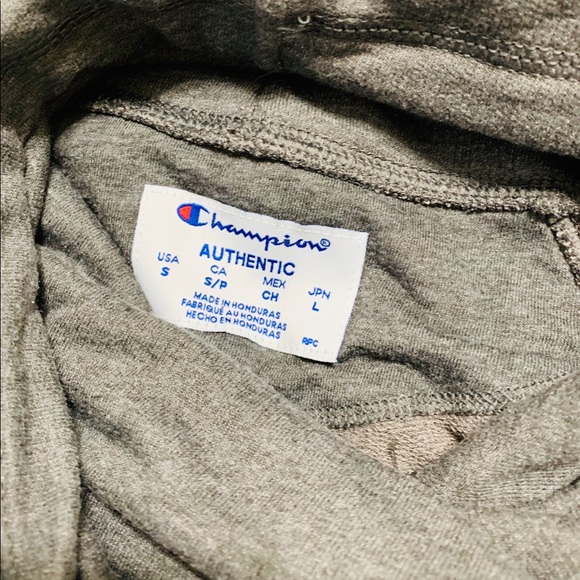 Champion®
AUTHENTIC
USA CA MEX JPN
S S/P CH L
MADE IN HONDURAS
FABRIQUÉ AU HONDURAS
HECHO EN HONDURAS
RPC